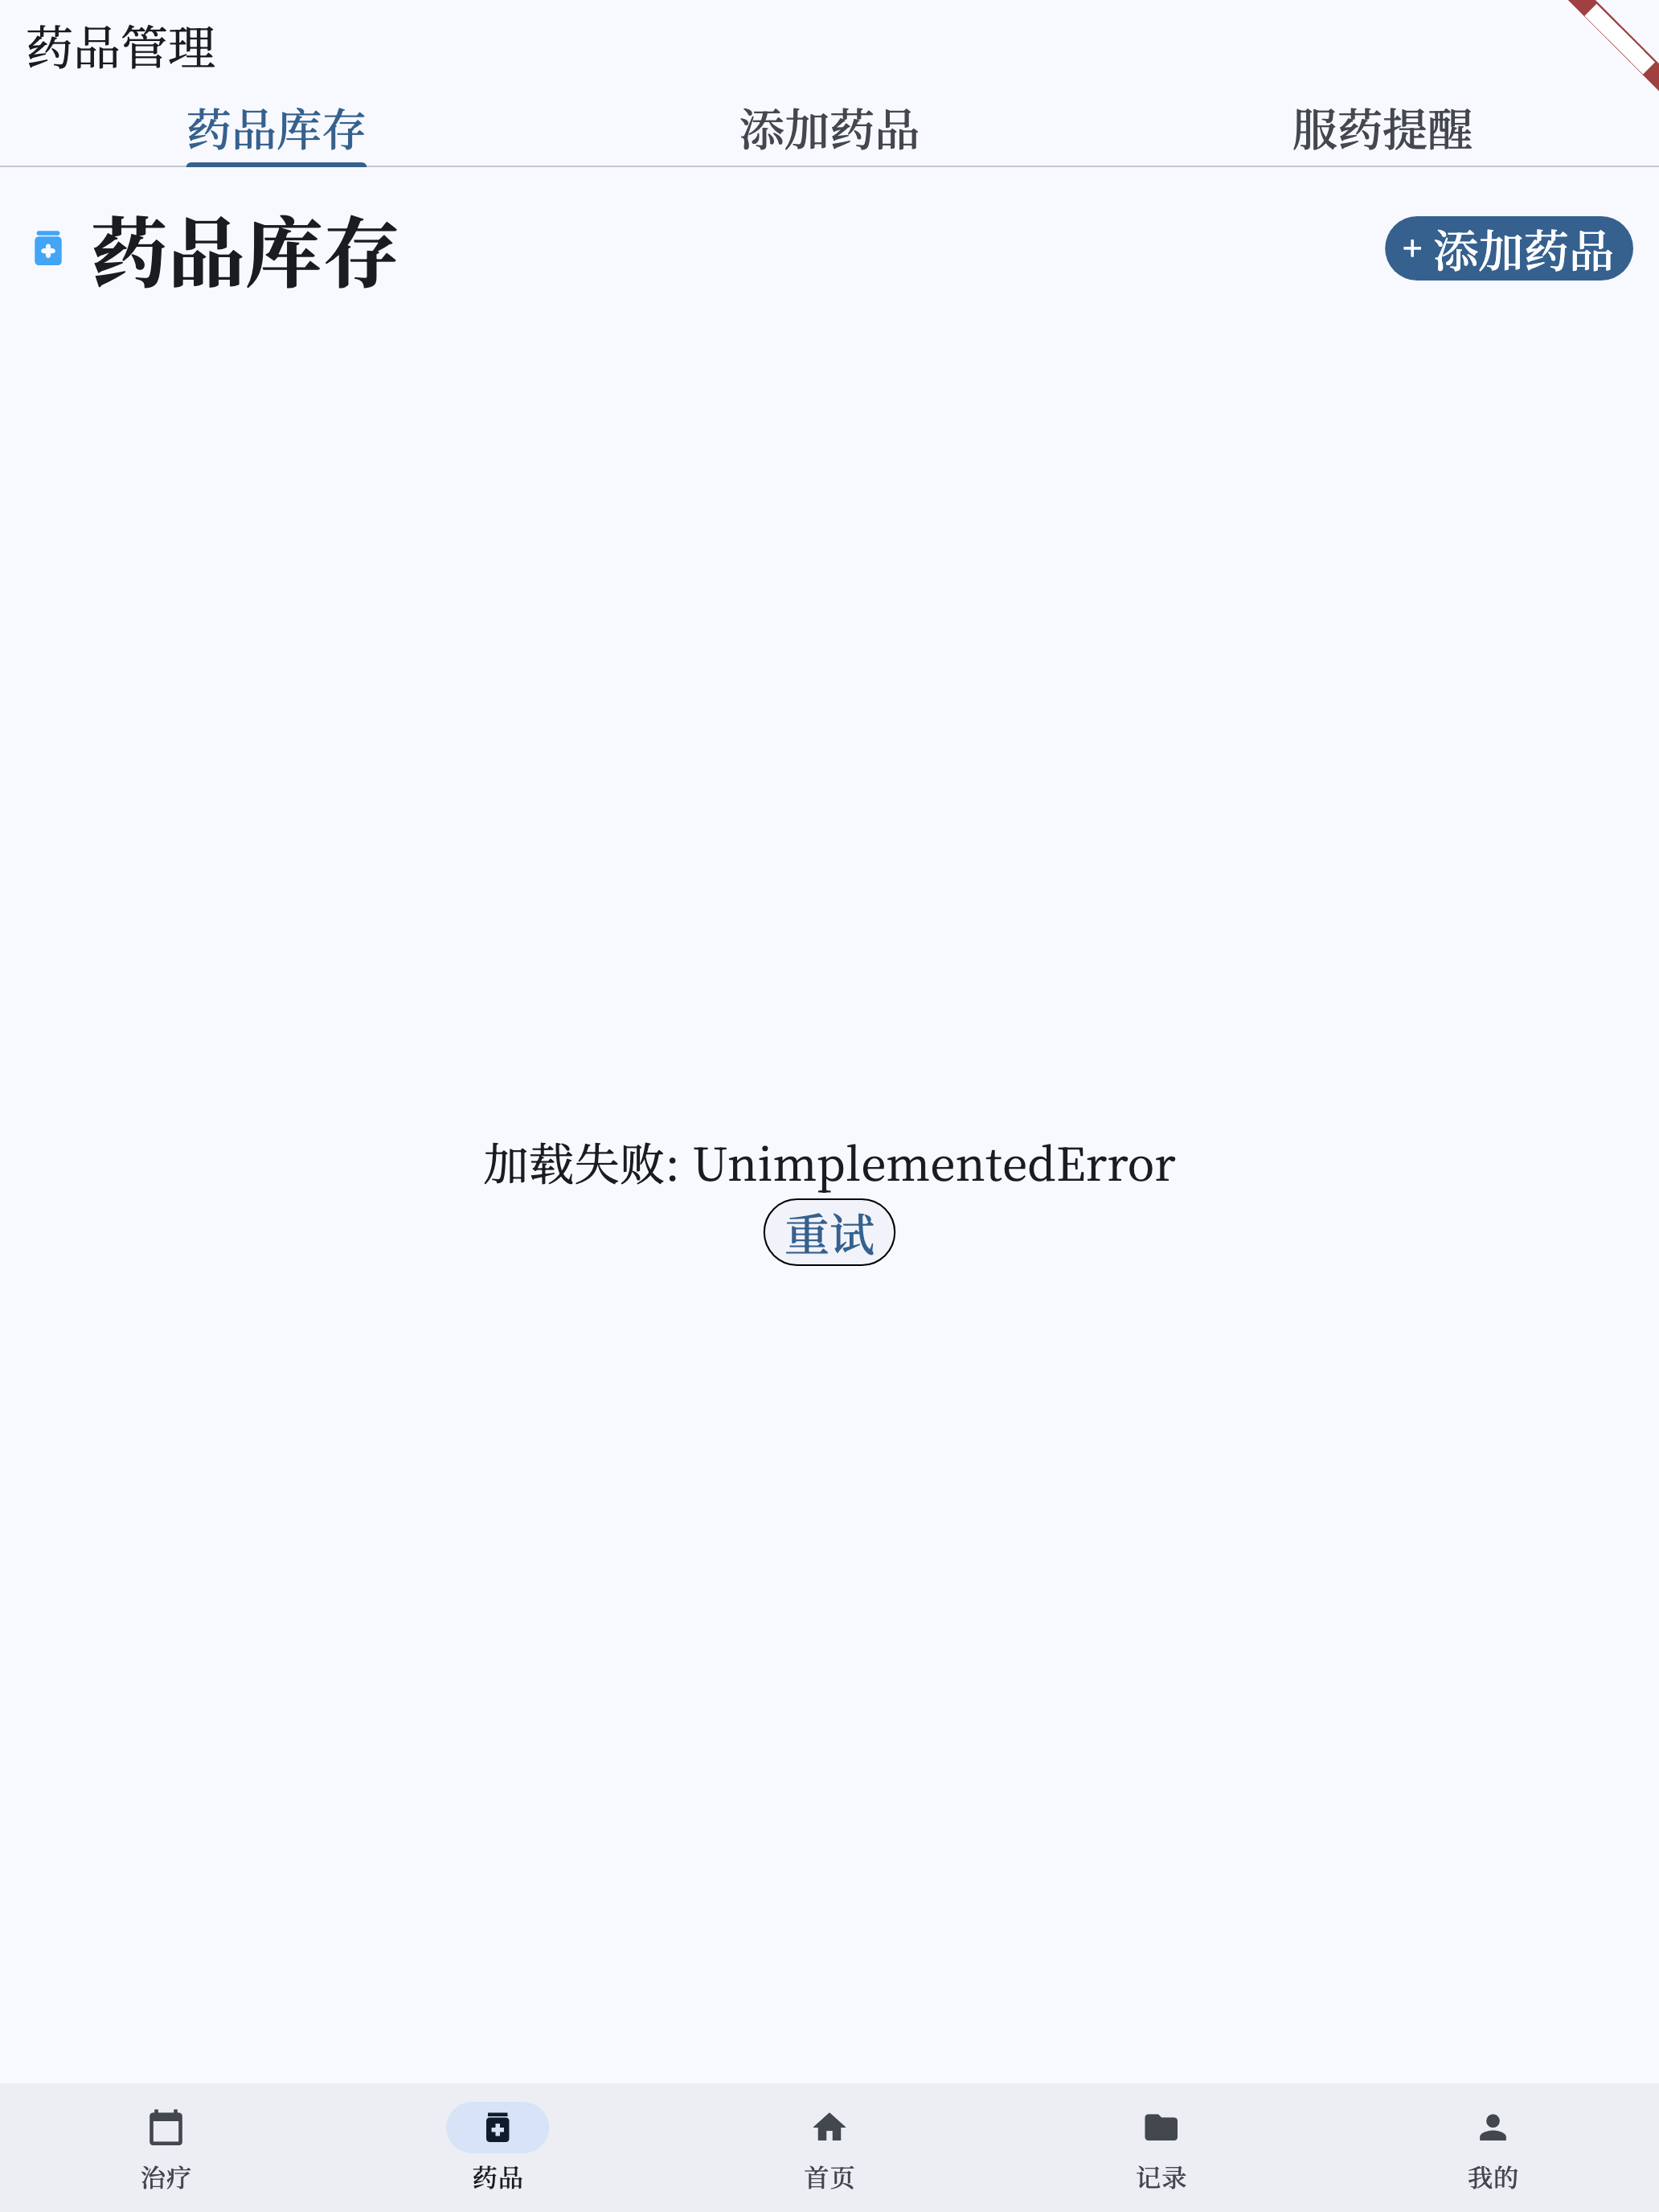 药品管理
药品库存
添加药品
服药提醒
药品库存
+ 添加药品
加载失败: UnimplementedError
重试
治疗
药品
首页
记录
我的